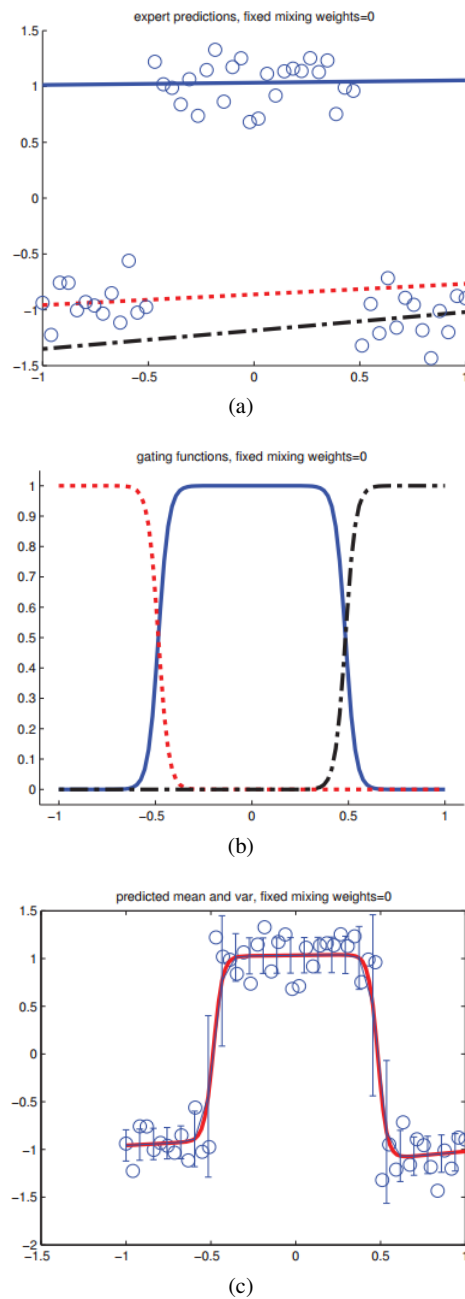 expert predictions, fixed mixing weights=0
1.5
1
0.5
0
−0.5
−1
−1.5
−1 −0.5 0 0.5 1
(a)
gating functions, fixed mixing weights=0
1
0.9
0.8
0.7
0.6
0.5
0.4
0.3
0.2
0.1
0
−1 −0.5 0 0.5 1
(b)
predicted mean and var, fixed mixing weights=0
1.5
1
0.5
0
−0.5
−1
−1.5
−2
−1.5 −1 −0.5 0 0.5 1
(c)